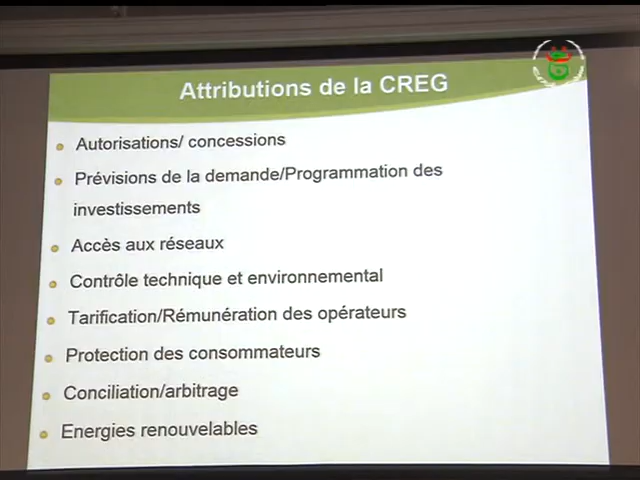 Attributions de la CREG
Autorisations/ concessions
Prévisions de la demande/Programmation des
investissements
Accès aux réseaux
Contrôle technique et environnemental
Tarification/Rémunération des opérateurs
Protection des consommateurs
Conciliation/arbitrage
Energies renouvelables